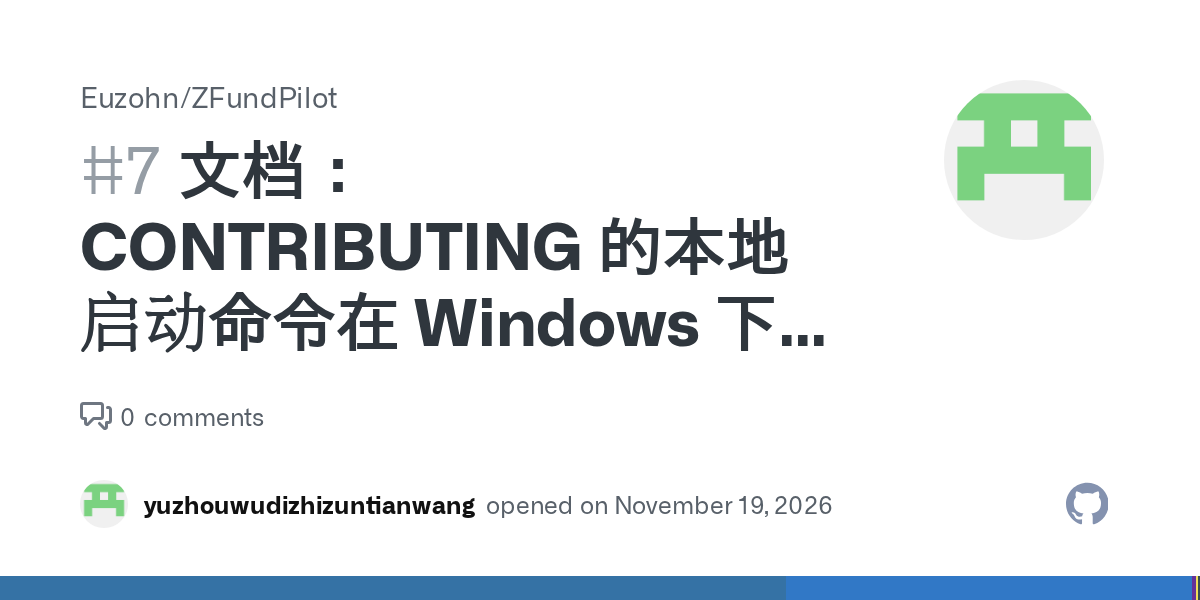 Euzohn/ZFundPilot
#7 文档：
CONTRIBUTING 的本地
启动命令在 Windows 下...
0 comments
yuzhouwudizhizuntianwang opened on November 19, 2026